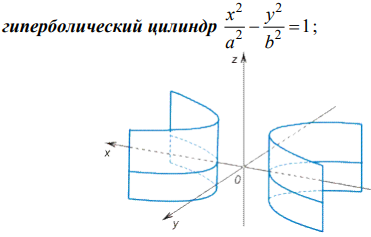 гиперболический цилиндр x²/a² − y²/b² = 1;
z
x
0
y